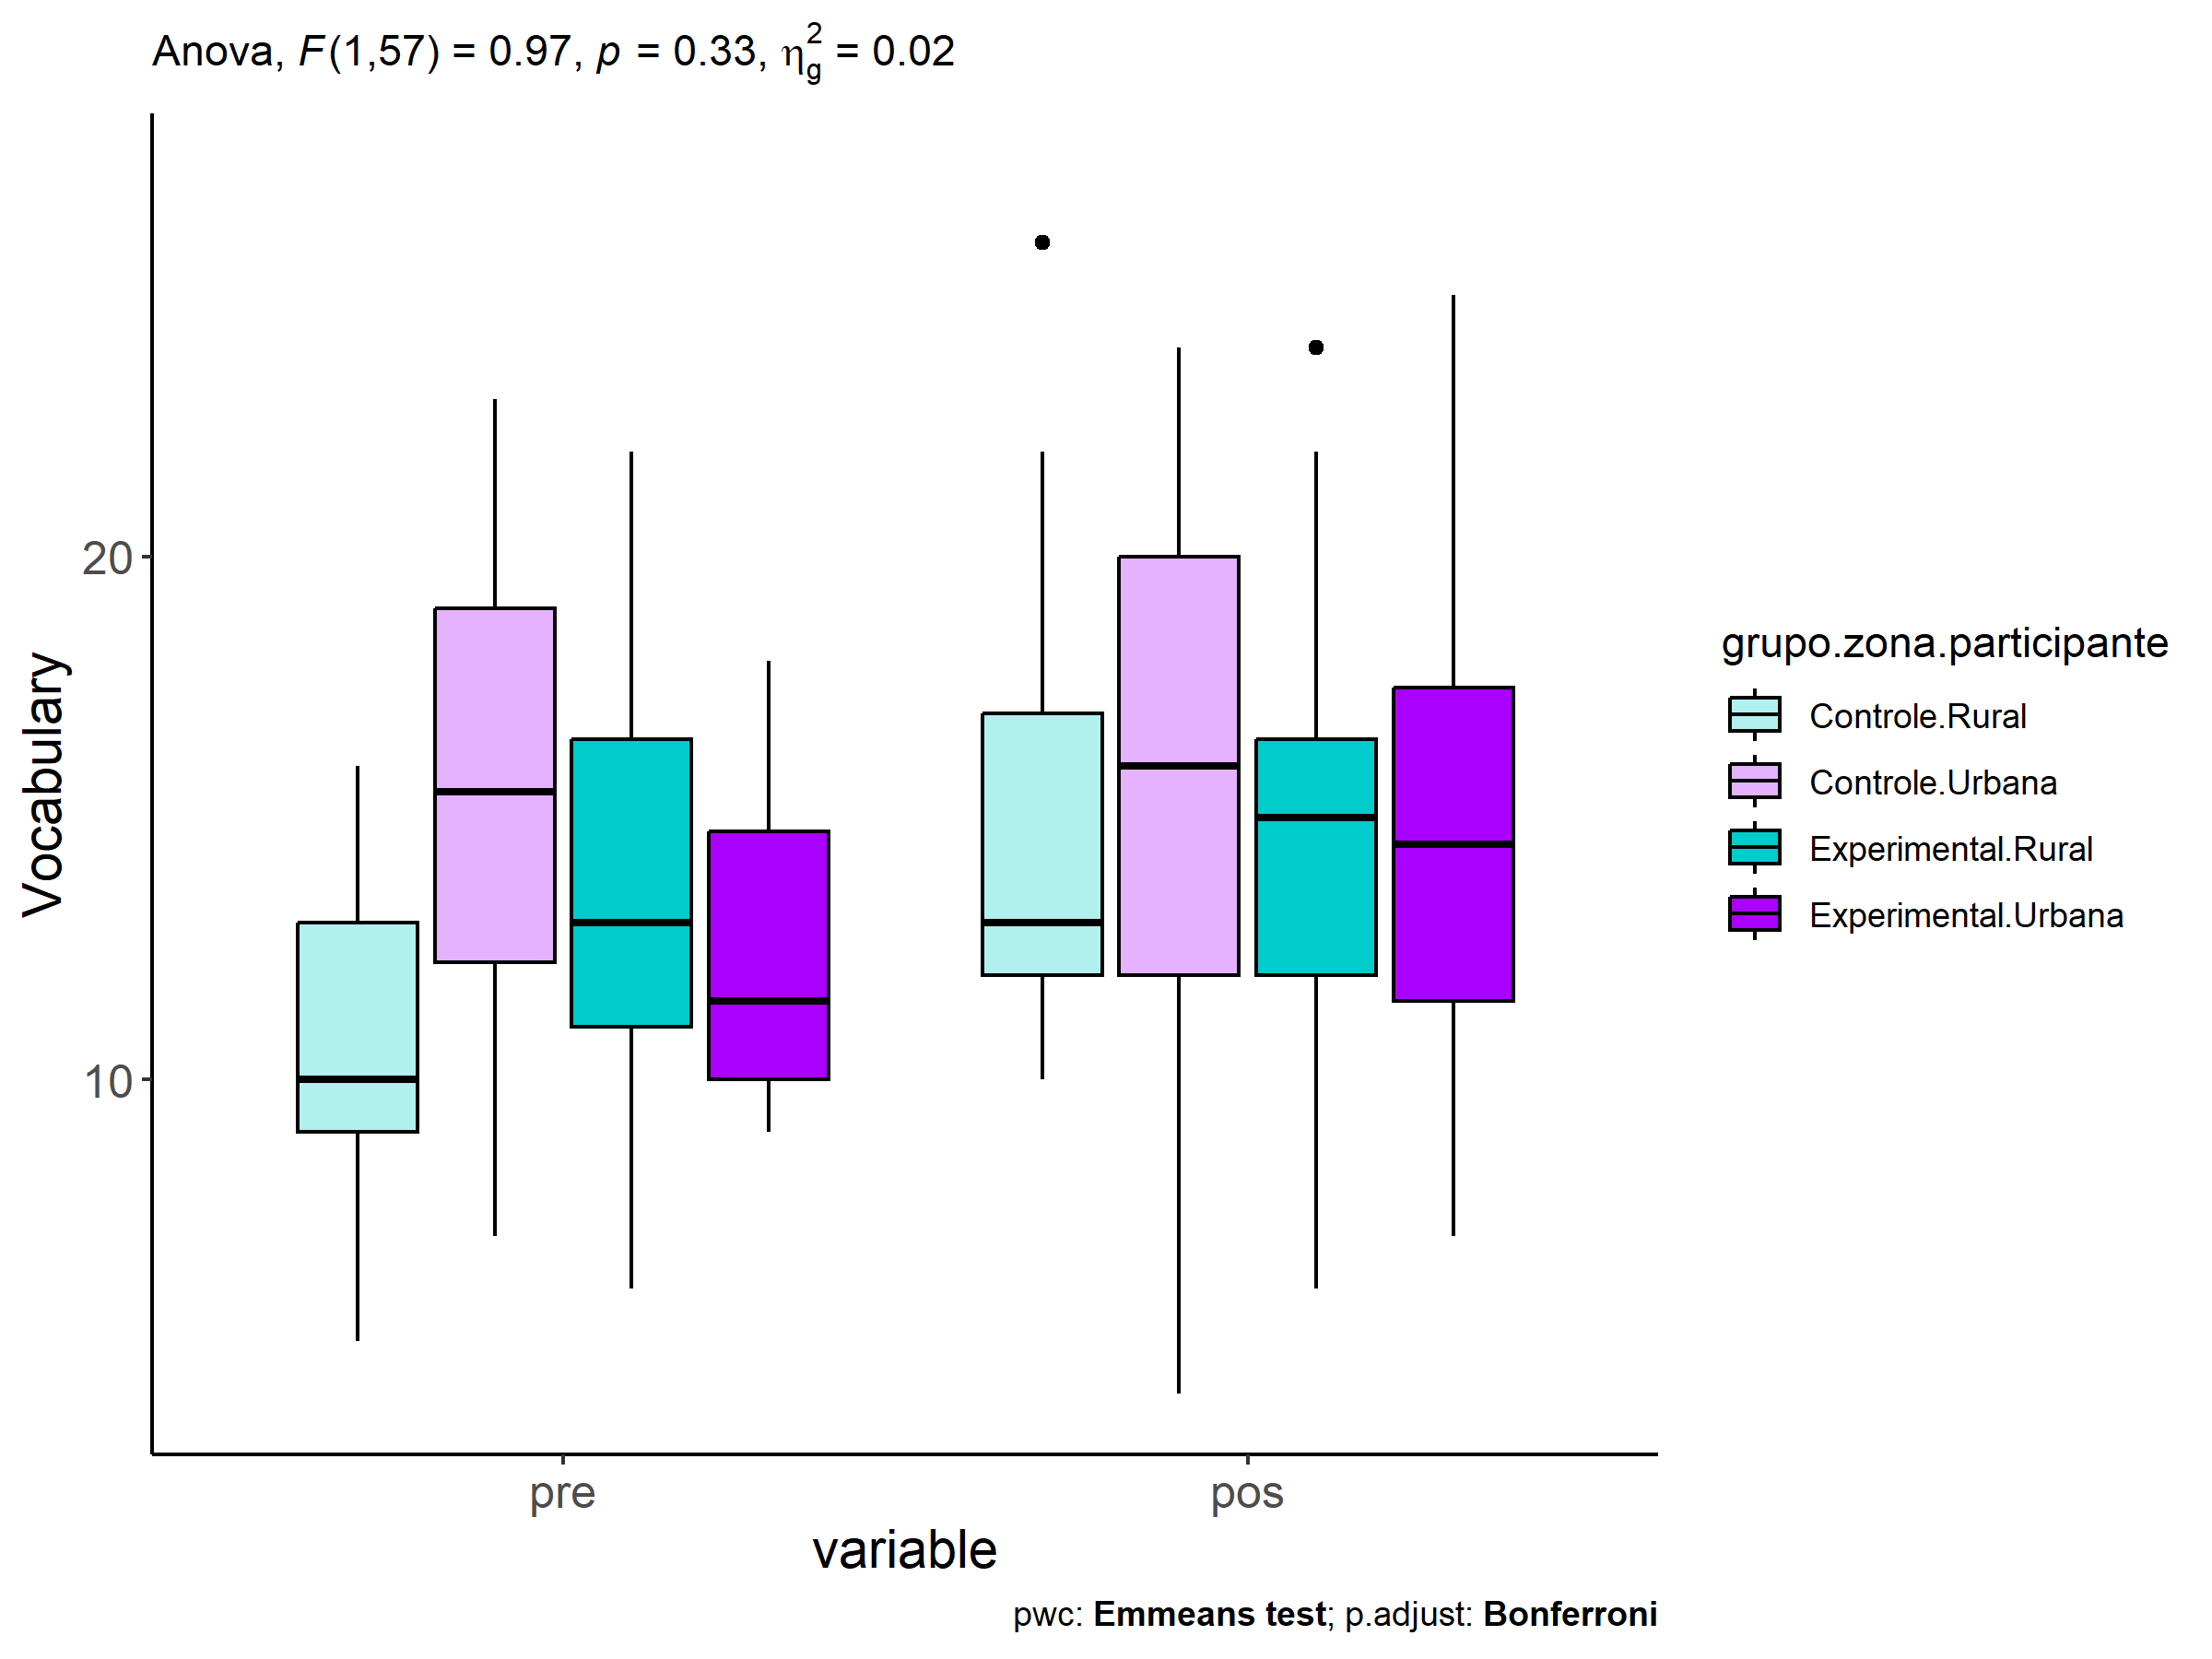 Anova, F(1,57) = 0.97, p = 0.33, η²g = 0.02
Vocabulary
20
10
pre
pos
variable
grupo.zona.participante
Controle.Rural
Controle.Urbana
Experimental.Rural
Experimental.Urbana
pwc: Emmeans test; p.adjust: Bonferroni